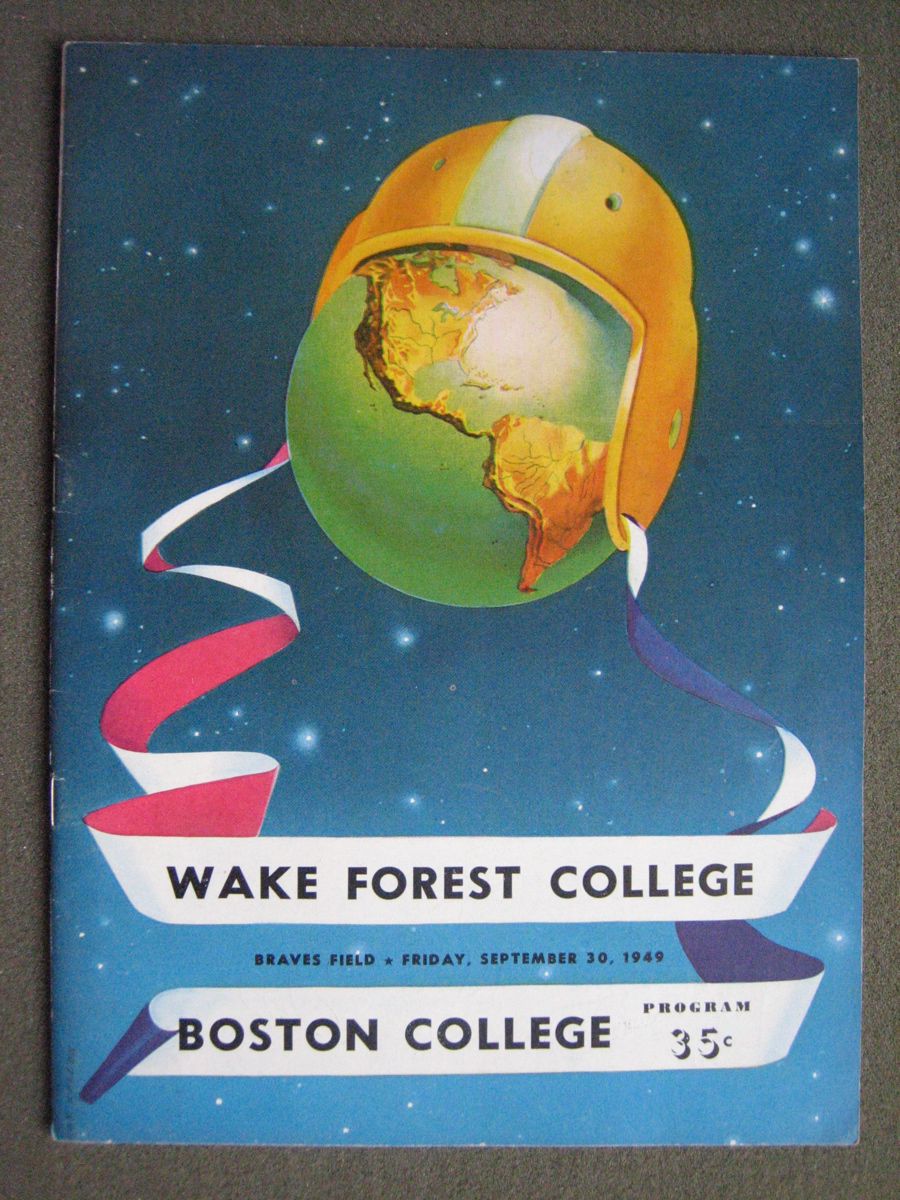 WAKE FOREST COLLEGE
BRAVES FIELD ★ FRIDAY, SEPTEMBER 30, 1949
BOSTON COLLEGE
PROGRAM
35c